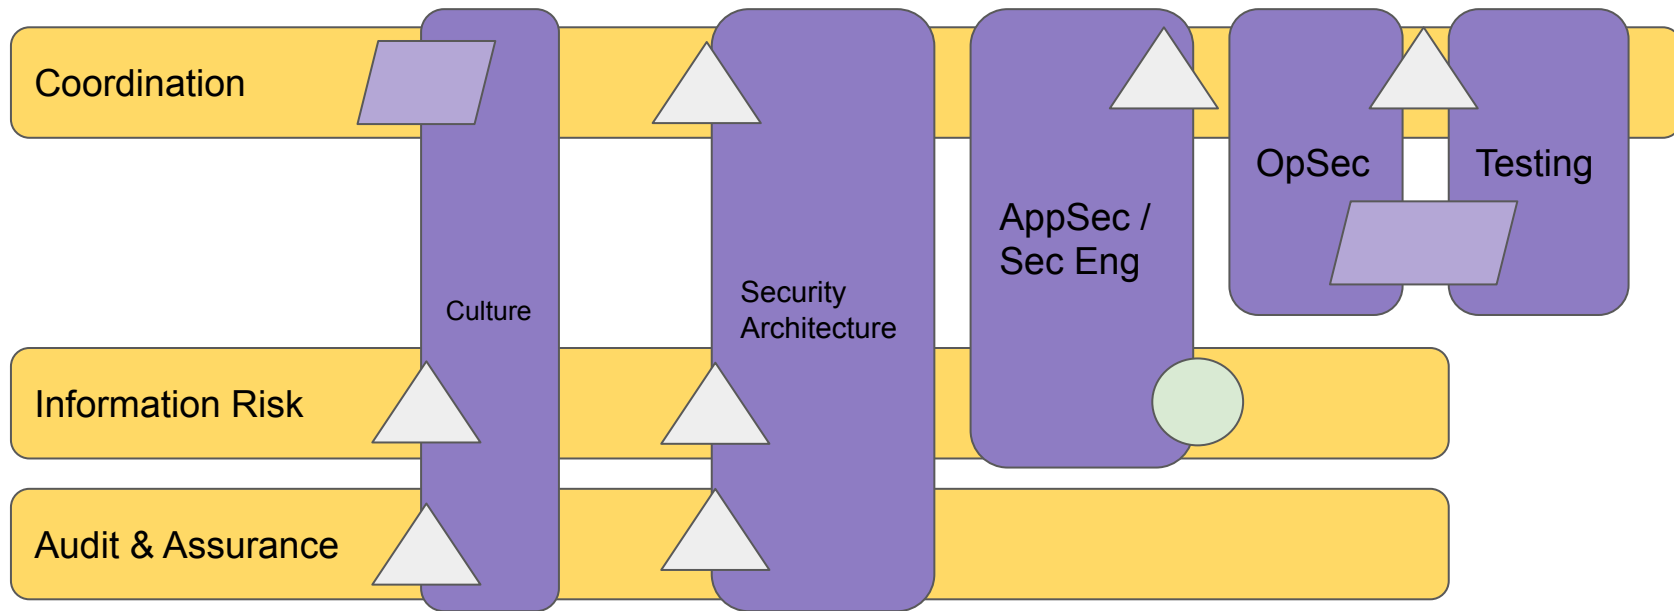 Coordination
OpSec
Testing
AppSec /
Sec Eng
Culture
Security
Architecture
Information Risk
Audit & Assurance